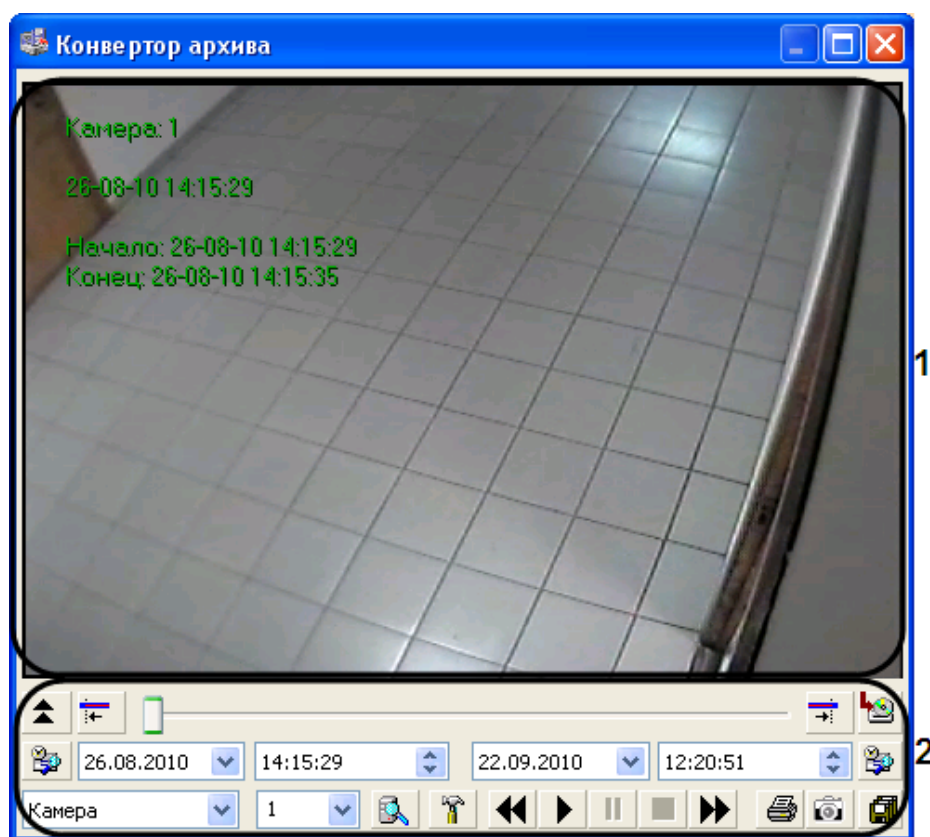 Конвертор архива
Камера: 1
26-08-10 14:15:29
Начало: 26-08-10 14:15:29
Конец: 26-08-10 14:15:35
1
26.08.2010 14:15:29 22.09.2010 12:20:51
2
Камера 1